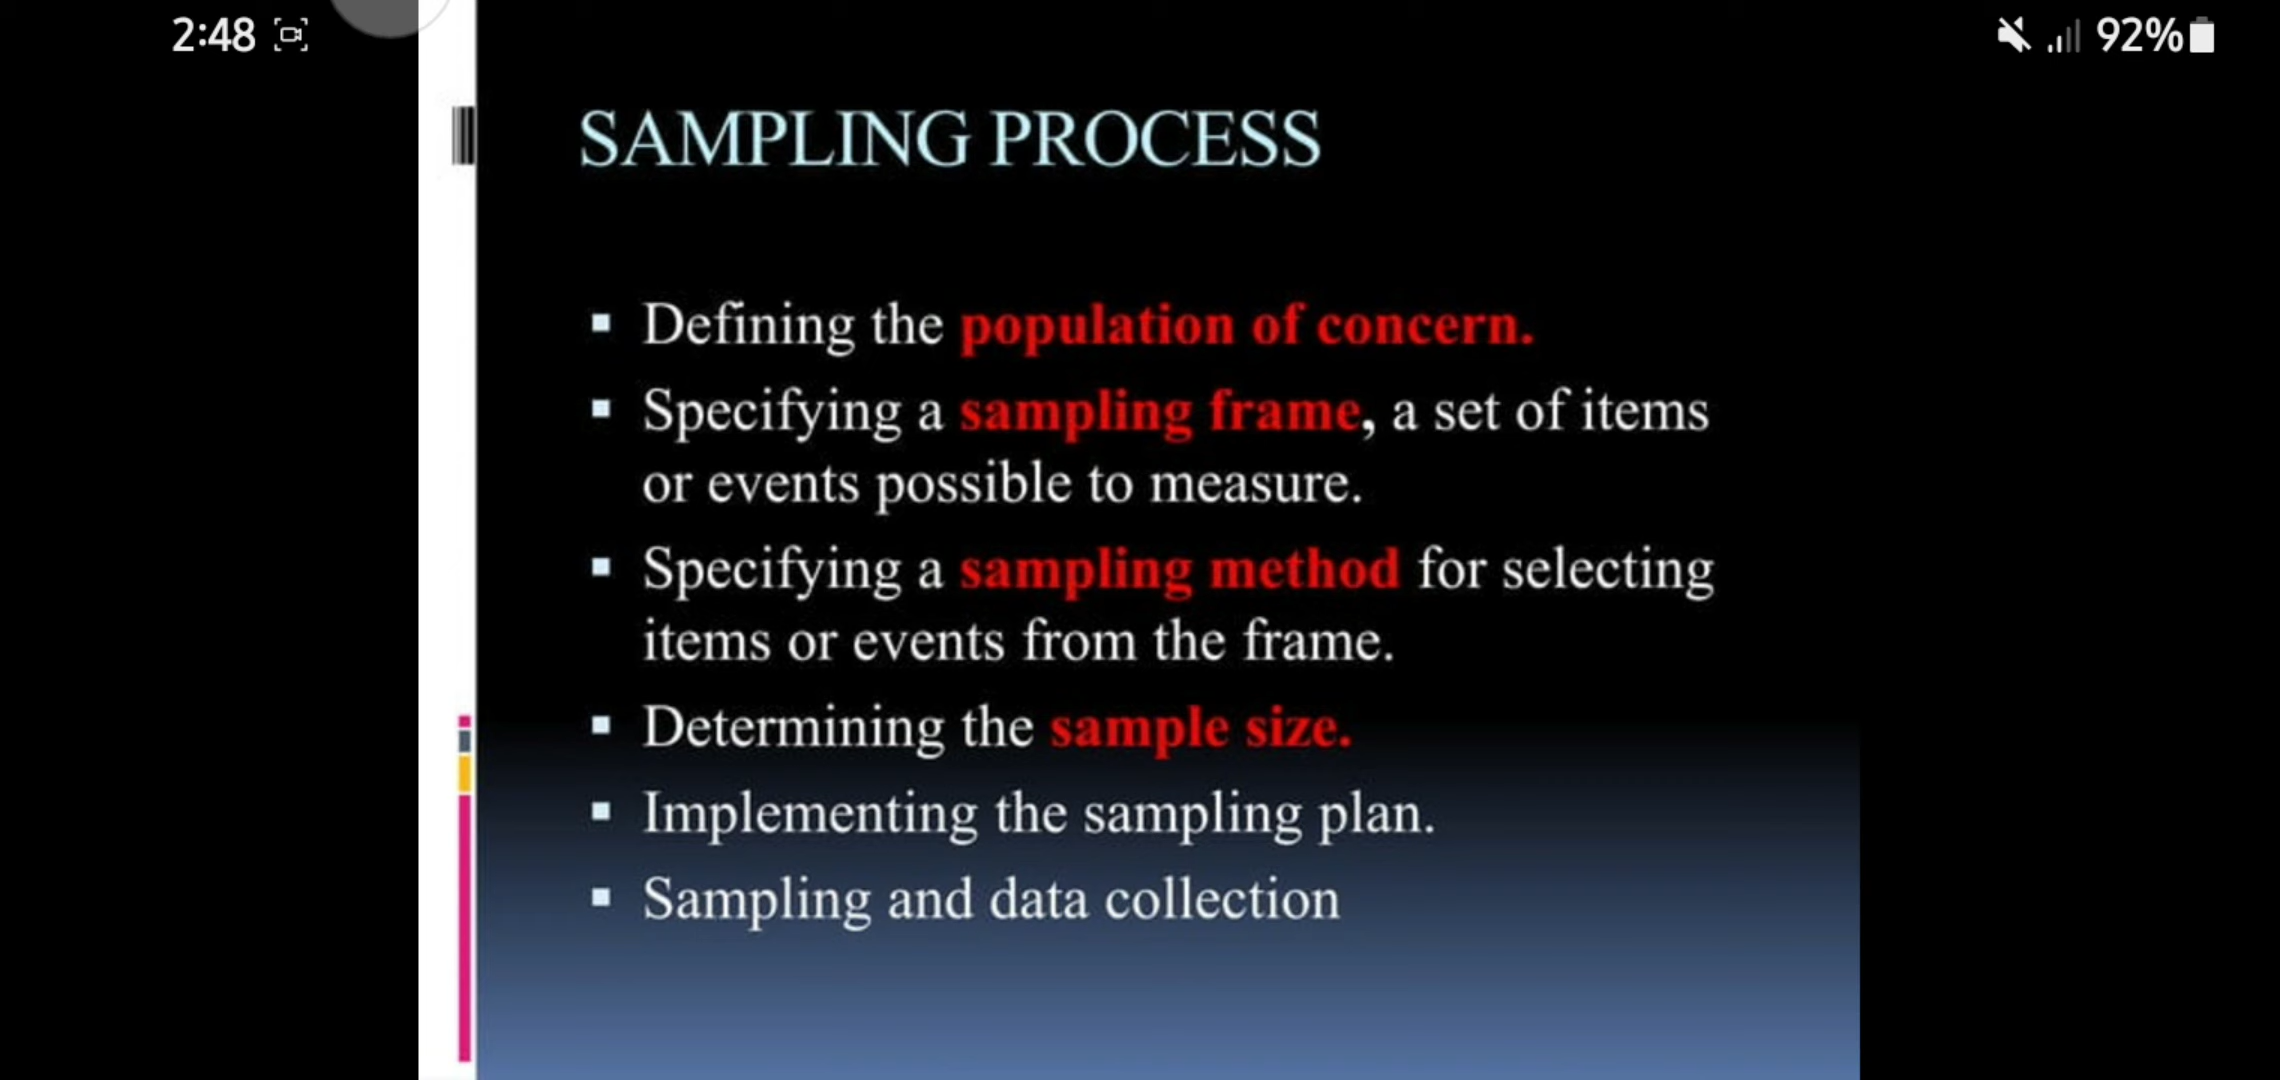 2:48
92%
SAMPLING PROCESS
▪ Defining the population of concern.
▪ Specifying a sampling frame, a set of items
or events possible to measure.
▪ Specifying a sampling method for selecting
items or events from the frame.
▪ Determining the sample size.
▪ Implementing the sampling plan.
▪ Sampling and data collection